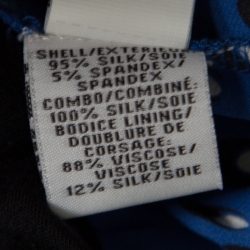 SHELL/EXTERIEUR
95% SILK/SOIE
5% SPANDEX/
SPANDEX
COMBO/COMBINÉ:
100% SILK/SOIE
BODICE LINING/
DOUBLURE DE
CORSAGE:
88% VISCOSE/
VISCOSE
12% SILK/SOIE